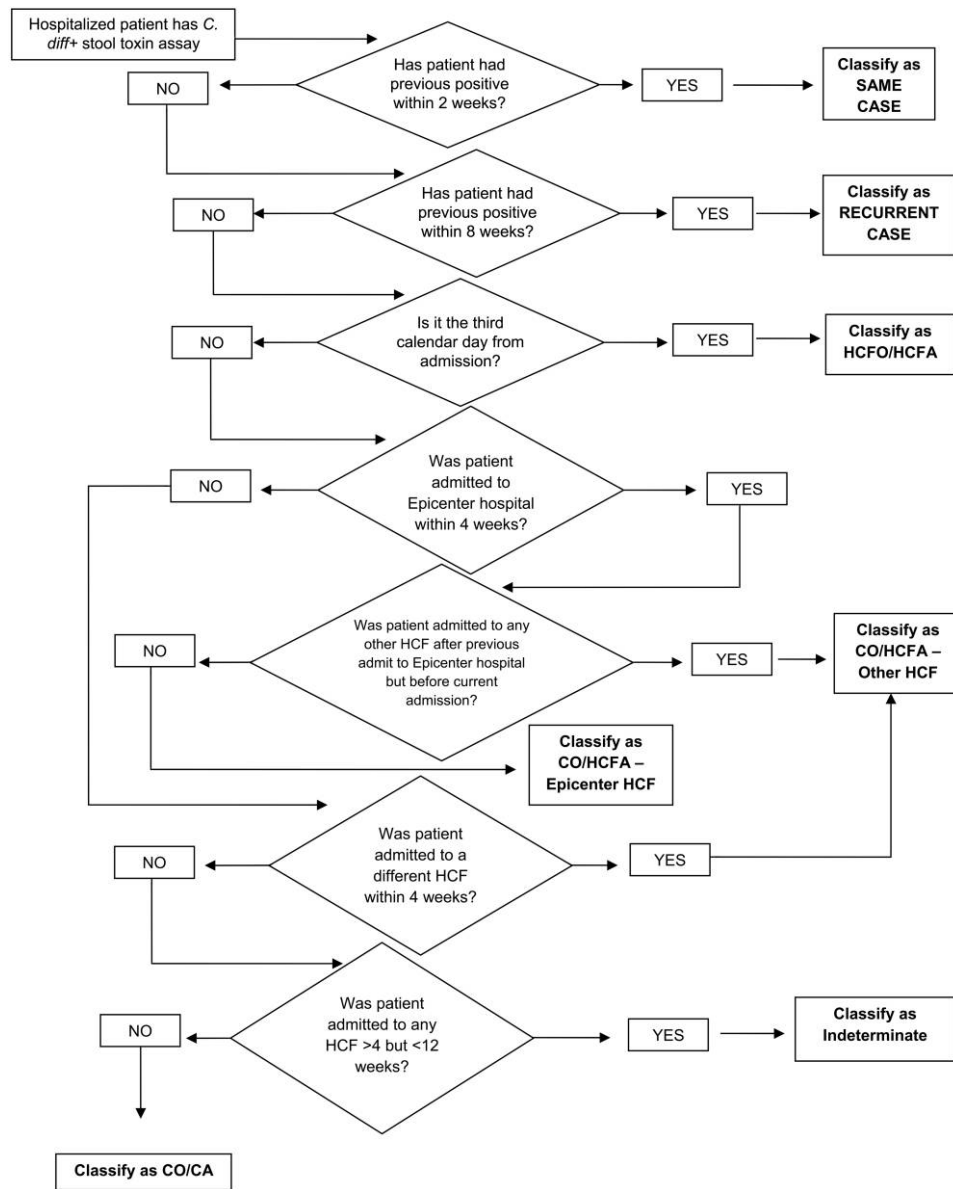 Hospitalized patient has C.
diff+ stool toxin assay
Has patient had
previous positive
within 2 weeks?
NO
YES
Classify as
SAME
CASE
Has patient had
previous positive
within 8 weeks?
NO
YES
Classify as
RECURRENT
CASE
Is it the third
calendar day from
admission?
NO
YES
Classify as
HCFO/HCFA
Was patient
admitted to
Epicenter hospital
within 4 weeks?
NO
YES
Was patient admitted to any
other HCF after previous
admit to Epicenter hospital
but before current
admission?
NO
YES
Classify as
CO/HCFA –
Other HCF
Classify as
CO/HCFA –
Epicenter HCF
Was patient
admitted to a
different HCF
within 4 weeks?
NO
YES
Was patient
admitted to any
HCF >4 but <12
weeks?
NO
YES
Classify as
Indeterminate
Classify as CO/CA